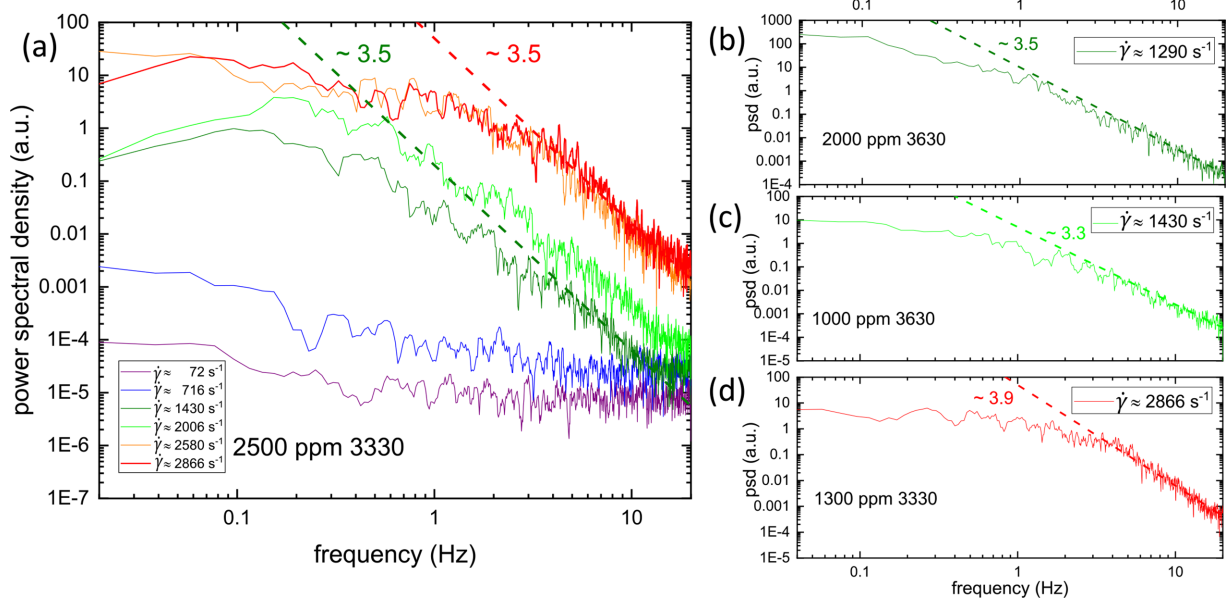 (a)
100
10
1
0.1
0.01
0.001
1E-4
1E-5
1E-6
1E-7
power spectral density (a.u.)
~ 3.5
~ 3.5
γ̇ ≈ 72 s⁻¹
γ̇ ≈ 716 s⁻¹
γ̇ ≈ 1430 s⁻¹
γ̇ ≈ 2006 s⁻¹
γ̇ ≈ 2580 s⁻¹
γ̇ ≈ 2866 s⁻¹
2500 ppm 3330
0.1 1 10
frequency (Hz)
0.1 1 10
(b)
1000
100
10
1
0.1
0.01
0.001
1E-4
psd (a.u.)
~ 3.5
γ̇ ≈ 1290 s⁻¹
2000 ppm 3630
(c)
100
10
1
0.1
0.01
0.001
1E-4
1E-5
psd (a.u.)
~ 3.3
γ̇ ≈ 1430 s⁻¹
1000 ppm 3630
(d)
100
10
1
0.1
0.01
0.001
1E-4
1E-5
psd (a.u.)
~ 3.9
γ̇ ≈ 2866 s⁻¹
1300 ppm 3330
0.1 1 10
frequency (Hz)